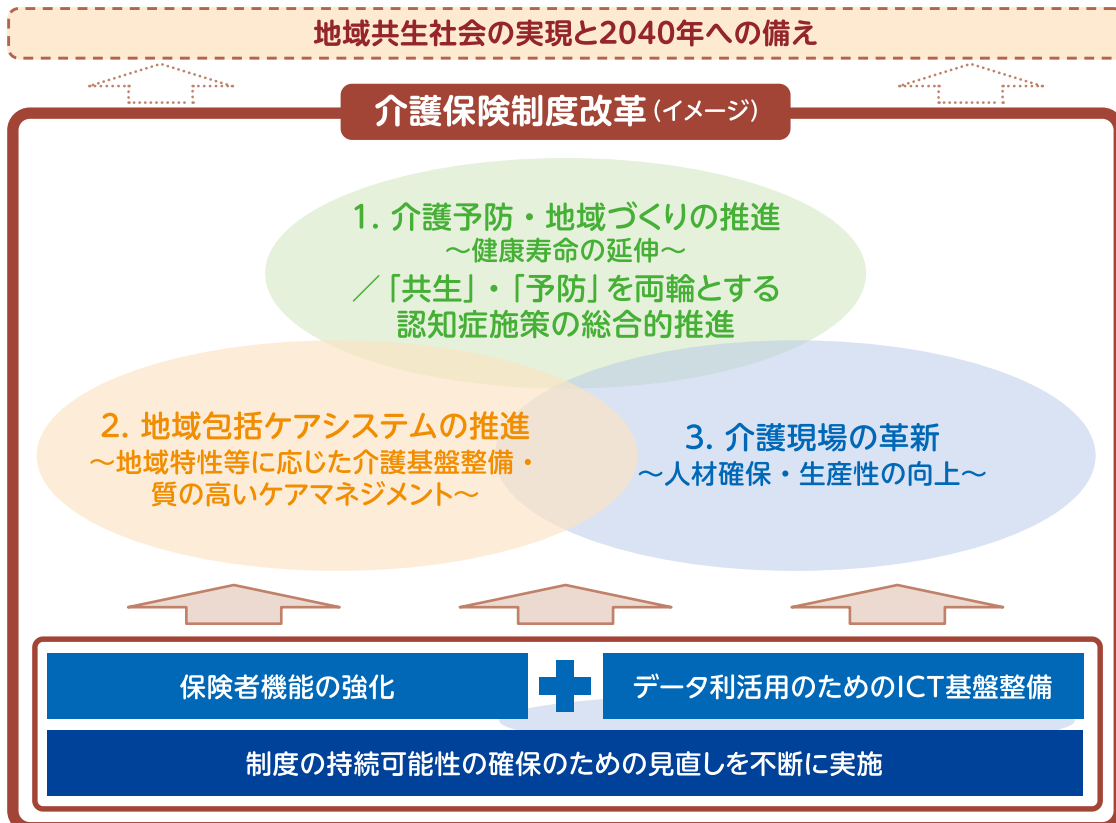 地域共生社会の実現と2040年への備え
介護保険制度改革(イメージ)
1. 介護予防・地域づくりの推進
～健康寿命の延伸～
／「共生」・「予防」を両輪とする
認知症施策の総合的推進
2. 地域包括ケアシステムの推進
～地域特性等に応じた介護基盤整備・
質の高いケアマネジメント～
3. 介護現場の革新
～人材確保・生産性の向上～
保険者機能の強化
データ利活用のためのICT基盤整備
制度の持続可能性の確保のための見直しを不断に実施